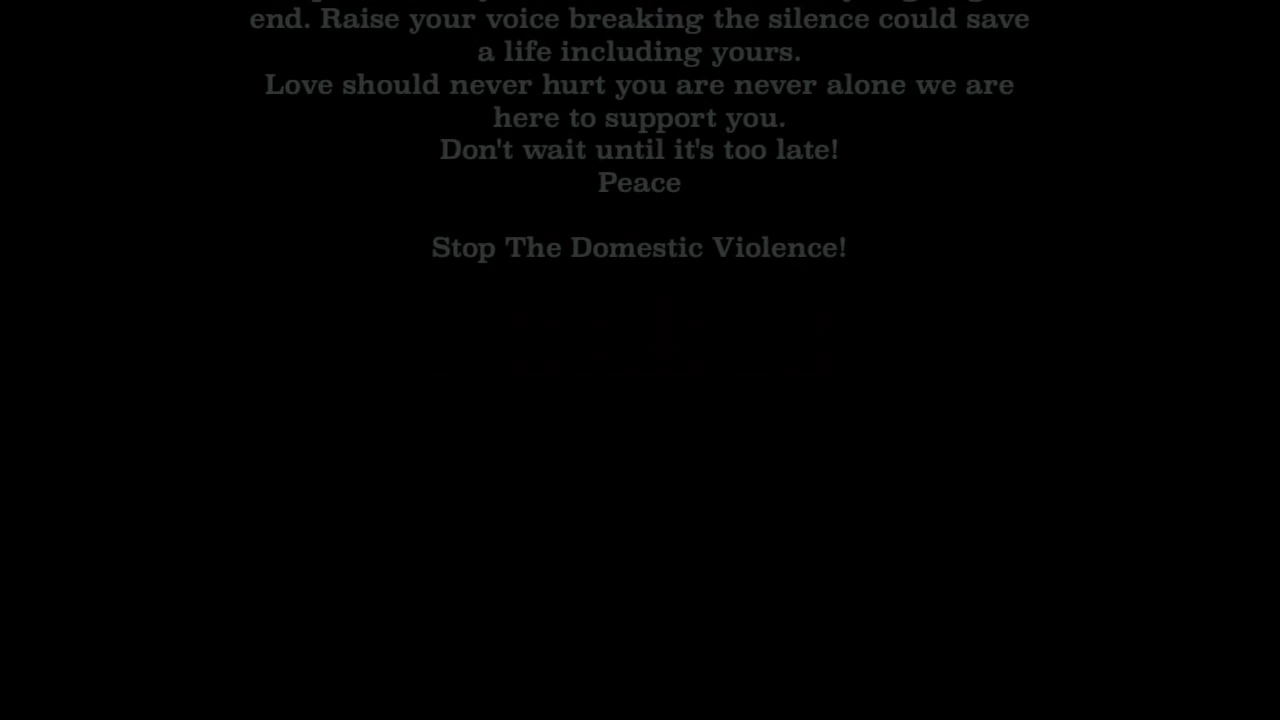 end. Raise your voice breaking the silence could save
a life including yours.
Love should never hurt you are never alone we are
here to support you.
Don't wait until it's too late!
Peace
Stop The Domestic Violence!